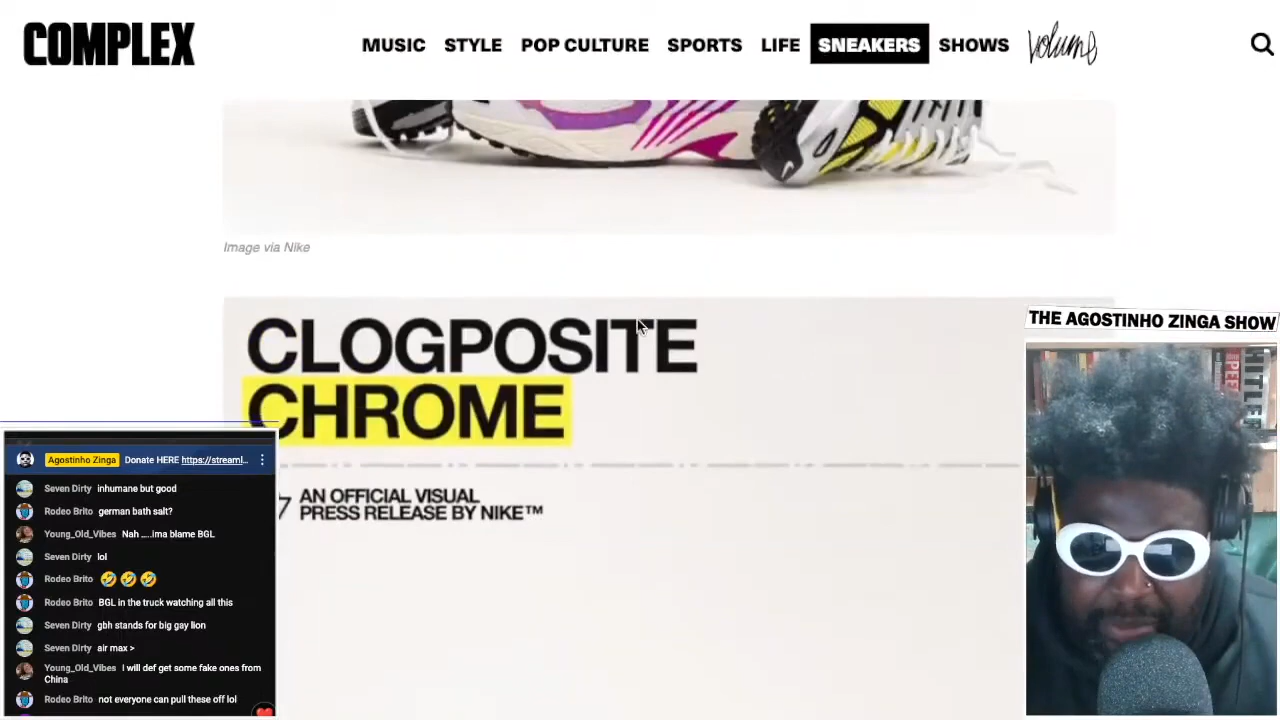 COMPLEX
MUSIC STYLE POP CULTURE SPORTS LIFE SNEAKERS SHOWS Volume
Image via Nike
CLOGPOSITE
CHROME
AN OFFICIAL VISUAL
PRESS RELEASE BY NIKE™
THE AGOSTINHO ZINGA SHOW
HITLER
Agostinho Zinga Donate HERE https://streaml...
Seven Dirty inhumane but good
Rodeo Brito german bath salt?
Young_Old_Vibes Nah .....Ima blame BGL
Seven Dirty lol
Rodeo Brito 🤣 🤣 🤣
Rodeo Brito BGL in the truck watching all this
Seven Dirty gbh stands for big gay lion
Seven Dirty air max >
Young_Old_Vibes I will def get some fake ones from
China
Rodeo Brito not everyone can pull these off lol